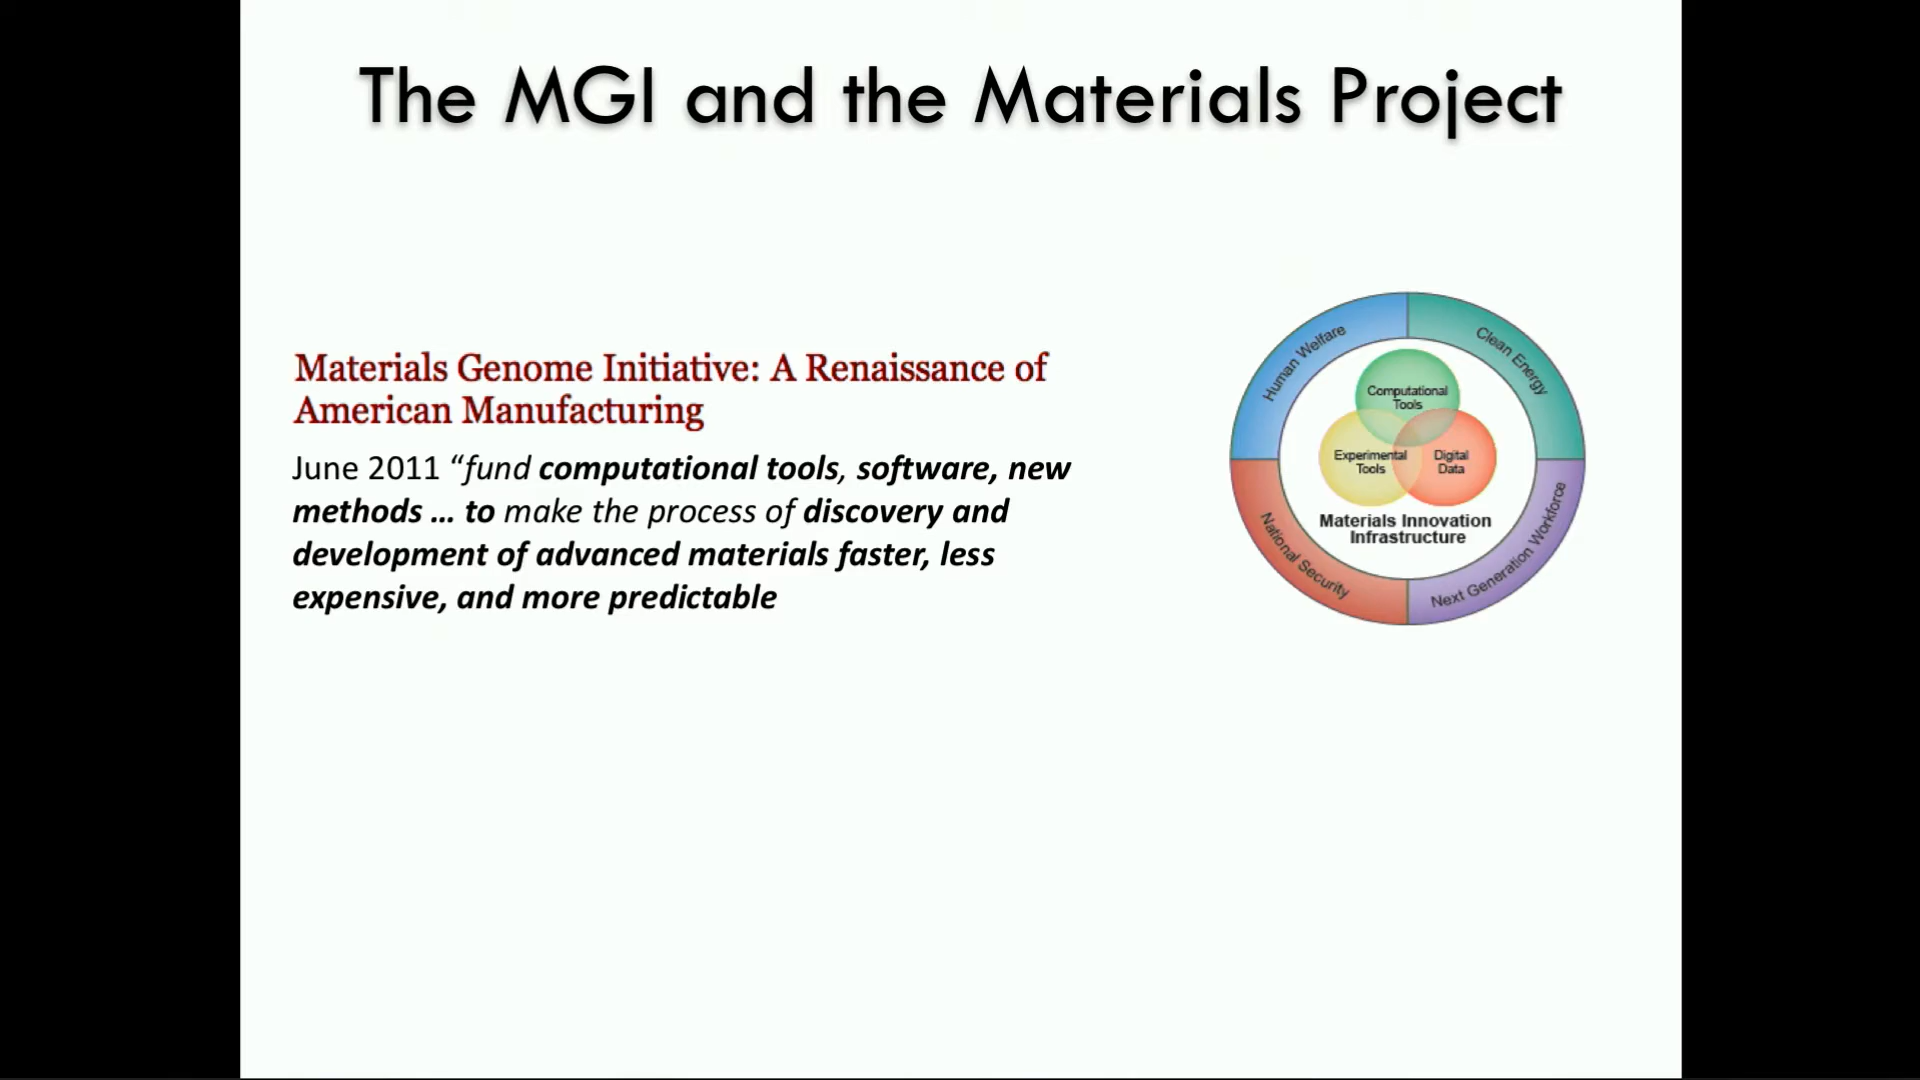 The MGI and the Materials Project
Materials Genome Initiative: A Renaissance of
American Manufacturing
June 2011 “fund computational tools, software, new
methods … to make the process of discovery and
development of advanced materials faster, less
expensive, and more predictable
Human Welfare
Clean Energy
Computational
Tools
Experimental
Tools
Digital
Data
Materials Innovation
Infrastructure
National Security
Next Generation Workforce